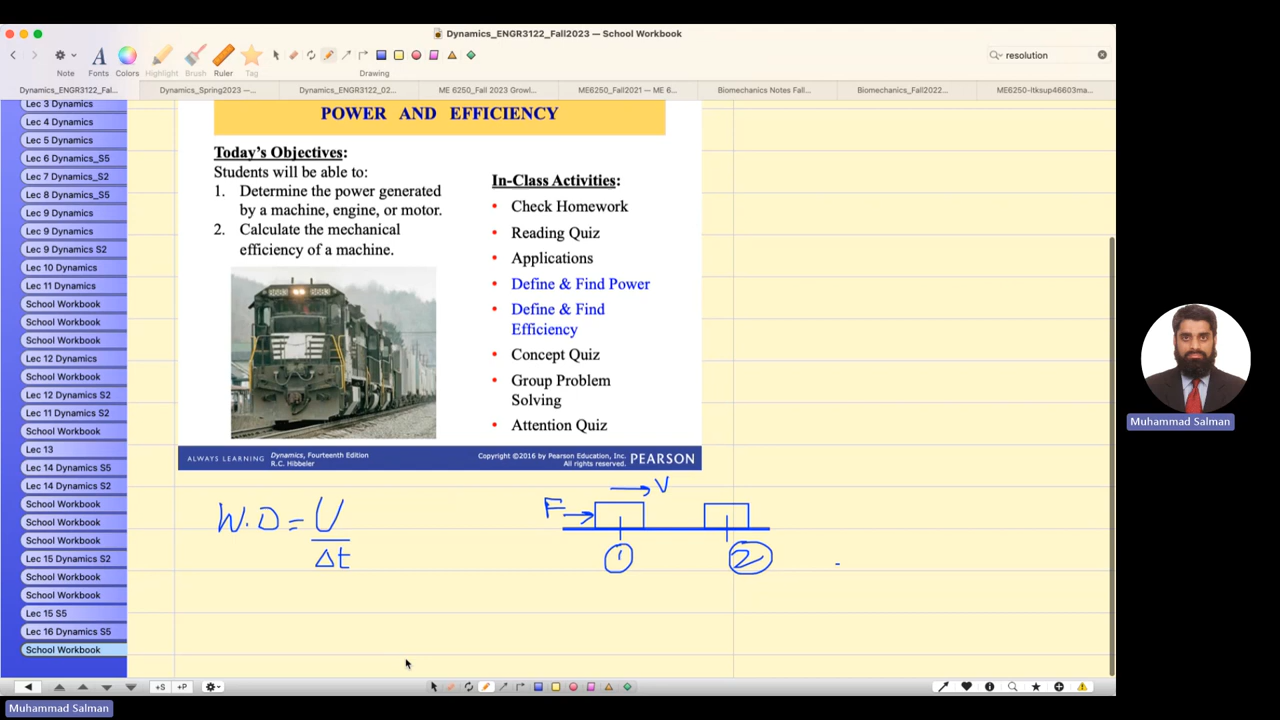 Dynamics_ENGR3122_Fall2023 — School Workbook
resolution
Note
Fonts
Colors
Highlight
Brush
Ruler
Tag
Drawing
Dynamics_ENGR3122_Fal...
Dynamics_Spring2023 —...
Dynamics_ENGR3122_02...
ME 6250_Fall 2023 Growl...
ME6250_Fall2021 — ME 6...
Biomechanics Notes Fall...
Biomechanics_Fall2022...
ME6250-ltksup46603ma...
Lec 3 Dynamics
Lec 4 Dynamics
Lec 5 Dynamics
Lec 6 Dynamics_S5
Lec 7 Dynamics_S2
Lec 8 Dynamics_S5
Lec 9 Dynamics
Lec 9 Dynamics
Lec 9 Dynamics S2
Lec 10 Dynamics
Lec 11 Dynamics
School Workbook
School Workbook
School Workbook
Lec 12 Dynamics
School Workbook
Lec 12 Dynamics S2
Lec 11 Dynamics S2
School Workbook
Lec 13
Lec 14 Dynamics S5
Lec 14 Dynamics S2
School Workbook
School Workbook
School Workbook
Lec 15 Dynamics S2
School Workbook
School Workbook
Lec 15 S5
Lec 16 Dynamics S5
School Workbook
POWER AND EFFICIENCY
Today's Objectives:
Students will be able to:
1. Determine the power generated
by a machine, engine, or motor.
2. Calculate the mechanical
efficiency of a machine.
In-Class Activities:
• Check Homework
• Reading Quiz
• Applications
• Define & Find Power
• Define & Find
Efficiency
• Concept Quiz
• Group Problem
Solving
• Attention Quiz
ALWAYS LEARNING
Dynamics, Fourteenth Edition
R.C. Hibbeler
Copyright ©2016 by Pearson Education, Inc.
All rights reserved.
PEARSON
W.D = U
Δt
F
V
1
2
+S
+P
Muhammad Salman
Muhammad Salman